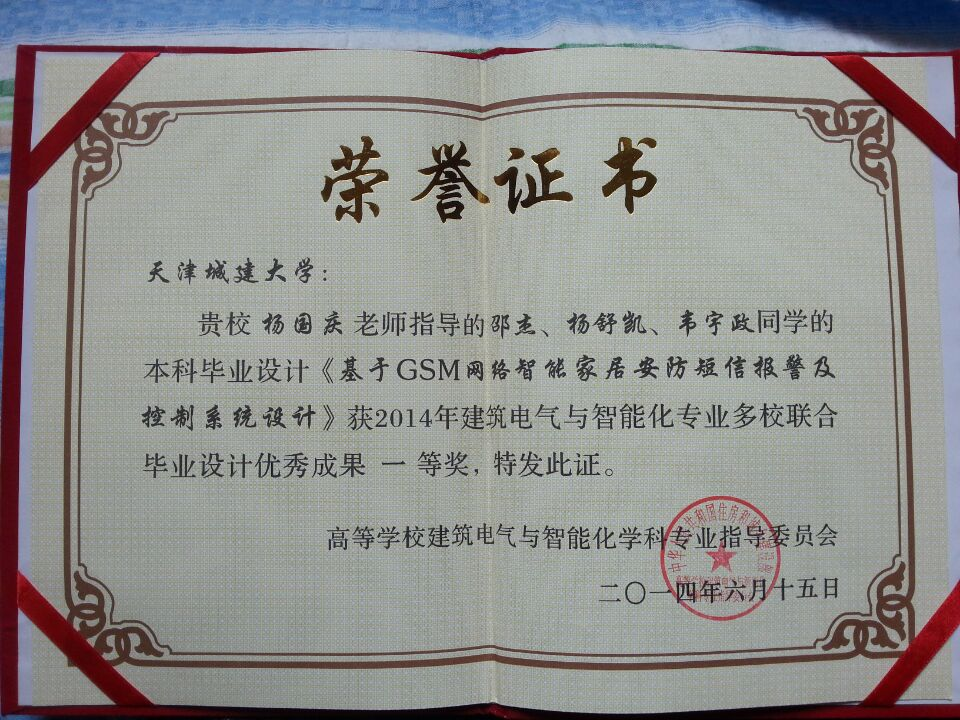 荣誉证书
天津城建大学:
贵校 杨国庆 老师指导的邵杰、杨舒凯、韦宇政同学的
本科毕业设计《基于GSM网络智能家居安防短信报警及
控制系统设计》获2014年建筑电气与智能化专业多校联合
毕业设计优秀成果 一 等奖,特发此证。
高等学校建筑电气与智能化学科专业指导委员会
二〇一四年六月十五日